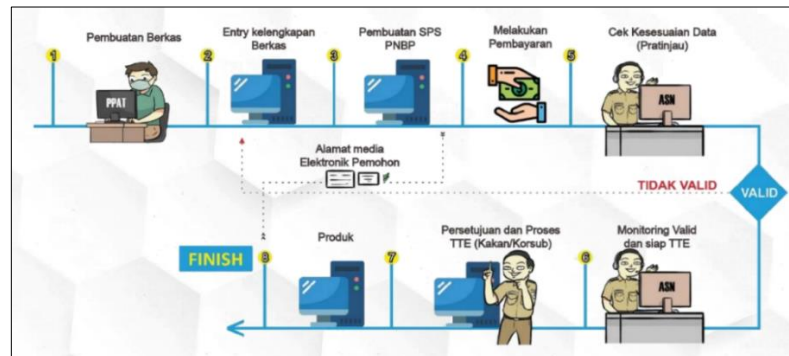 1
Pembuatan Berkas
PPAT
2
Entry kelengkapan
Berkas
3
Pembuatan SPS
PNBP
4
Melakukan
Pembayaran
5
Cek Kesesuaian Data
(Pratinjau)
ASN
Alamat media
Elektronik Pemohon
TIDAK VALID
VALID
FINISH
8
Produk
7
Persetujuan dan Proses
TTE (Kakan/Korsub)
6
Monitoring Valid
dan siap TTE
ASN